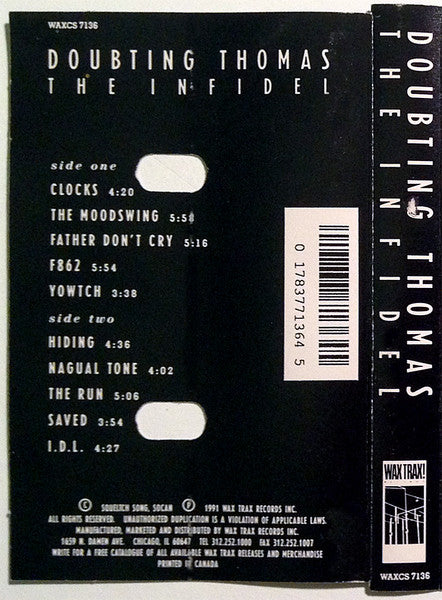 WAXCS 7136
DOUBTING THOMAS
THE INFIDEL
side one
CLOCKS 4:20
THE MOODSWING 5:58
FATHER DON'T CRY 5:16
F862 5:54
YOWTCH 3:38
side two
HIDING 4:36
NAGUAL TONE 4:02
THE RUN 5:06
SAVED 3:54
I.D.L. 4:27
© SQUELTCH SONG, SOCAN ℗ 1991 WAX TRAX RECORDS INC.
ALL RIGHTS RESERVED. UNAUTHORIZED DUPLICATION IS A VIOLATION OF APPLICABLE LAWS.
MANUFACTURED, MARKETED AND DISTRIBUTED BY WAX TRAX RECORDS INC.
1659 N. DAMEN AVE. CHICAGO, IL 60647 TEL 312.252.1000 FAX 312.252.1007
WRITE FOR A FREE CATALOGUE OF ALL AVAILABLE WAX TRAX RELEASES AND MERCHANDISE
PRINTED IN CANADA
0 1783771364 5
DOUBTING THOMAS
THE INFIDEL
WAX TRAX!
WAXCS 7136